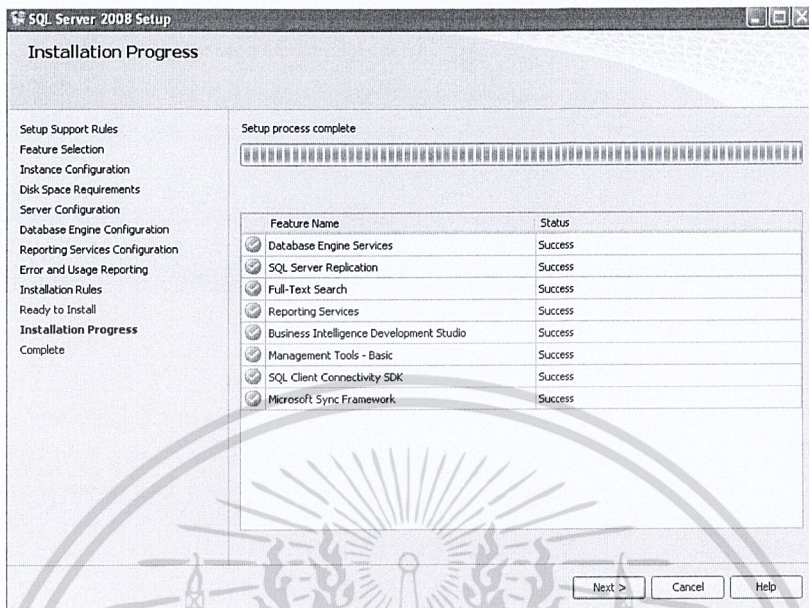 SQL Server 2008 Setup
Installation Progress
Setup Support Rules
Feature Selection
Instance Configuration
Disk Space Requirements
Server Configuration
Database Engine Configuration
Reporting Services Configuration
Error and Usage Reporting
Installation Rules
Ready to Install
Installation Progress
Complete
Setup process complete
Feature Name Status
Database Engine Services Success
SQL Server Replication Success
Full-Text Search Success
Reporting Services Success
Business Intelligence Development Studio Success
Management Tools - Basic Success
SQL Client Connectivity SDK Success
Microsoft Sync Framework Success
Next > Cancel Help